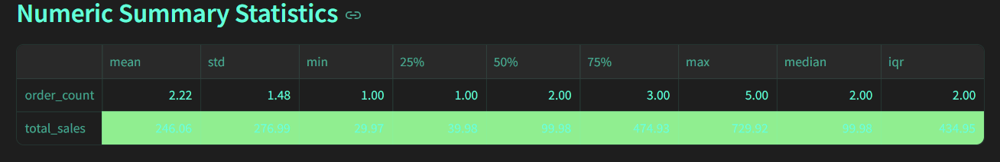 Numeric Summary Statistics
mean std min 25% 50% 75% max median iqr
order_count 2.22 1.48 1.00 1.00 2.00 3.00 5.00 2.00 2.00
total_sales 246.06 276.99 29.97 39.98 99.98 474.93 729.92 99.98 434.95